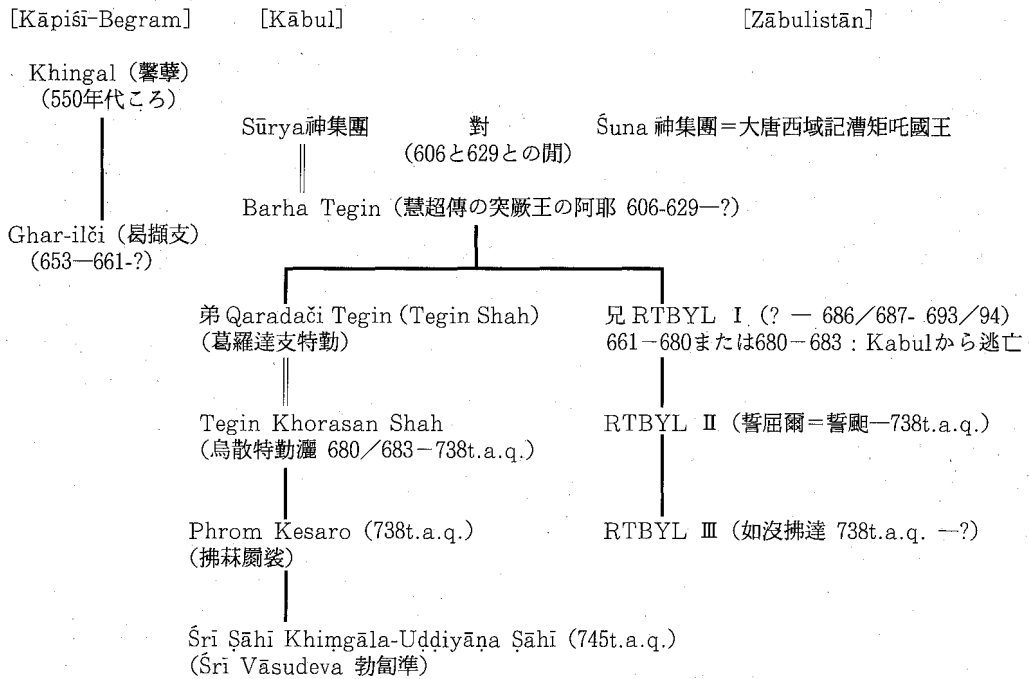 [Kāpiśī-Begram]
[Kābul]
[Zābulistān]
Khingal (馨孽)
(550年代ころ)
Sūrya神集團 對 Śuna 神集團＝大唐西域記漕矩吒國王
(606と629との間)
Barha Tegin (慧超傳の突厥王の阿耶 606-629—?)
Ghar-ilči (曷擷支)
(653—661-?)
弟 Qaradači Tegin (Tegin Shah)
(葛羅達支特勤)
兄 RTBYL Ⅰ (? — 686／687- 693／94)
661－680または680－683 : Kabulから逃亡
Tegin Khorasan Shah
(烏散特勤灑 680／683－738t.a.q.)
RTBYL Ⅱ (誓屈爾＝誓䫻—738t.a.q.)
Phrom Kesaro (738t.a.q.)
(拂菻罽娑)
RTBYL Ⅲ (如沒拂達 738t.a.q. —?)
Śrī Ṣāhī Khiṃgāla-Uḍḍiyāṇa Ṣāhī (745t.a.q.)
(Śrī Vāsudeva 勃匐準)